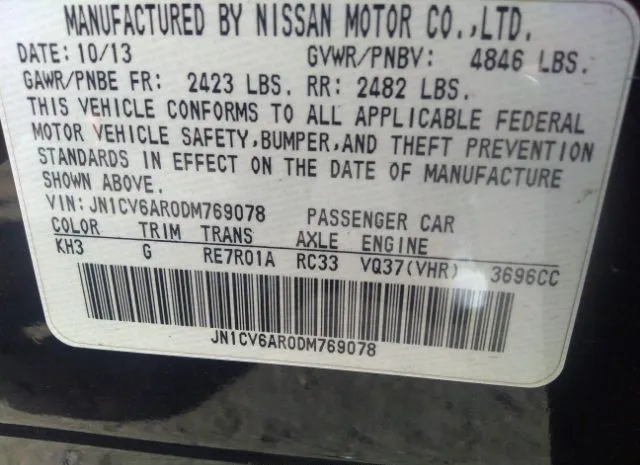 MANUFACTURED BY NISSAN MOTOR CO.,LTD.
DATE: 10/13 GVWR/PNBV: 4846 LBS.
GAWR/PNBE FR: 2423 LBS. RR: 2482 LBS.
THIS VEHICLE CONFORMS TO ALL APPLICABLE FEDERAL
MOTOR VEHICLE SAFETY,BUMPER,AND THEFT PREVENTION
STANDARDS IN EFFECT ON THE DATE OF MANUFACTURE
SHOWN ABOVE.
VIN:JN1CV6AR0DM769078 PASSENGER CAR
COLOR TRIM TRANS AXLE ENGINE
KH3 G RE7R01A RC33 VQ37(VHR) 3696CC
JN1CV6AR0DM769078